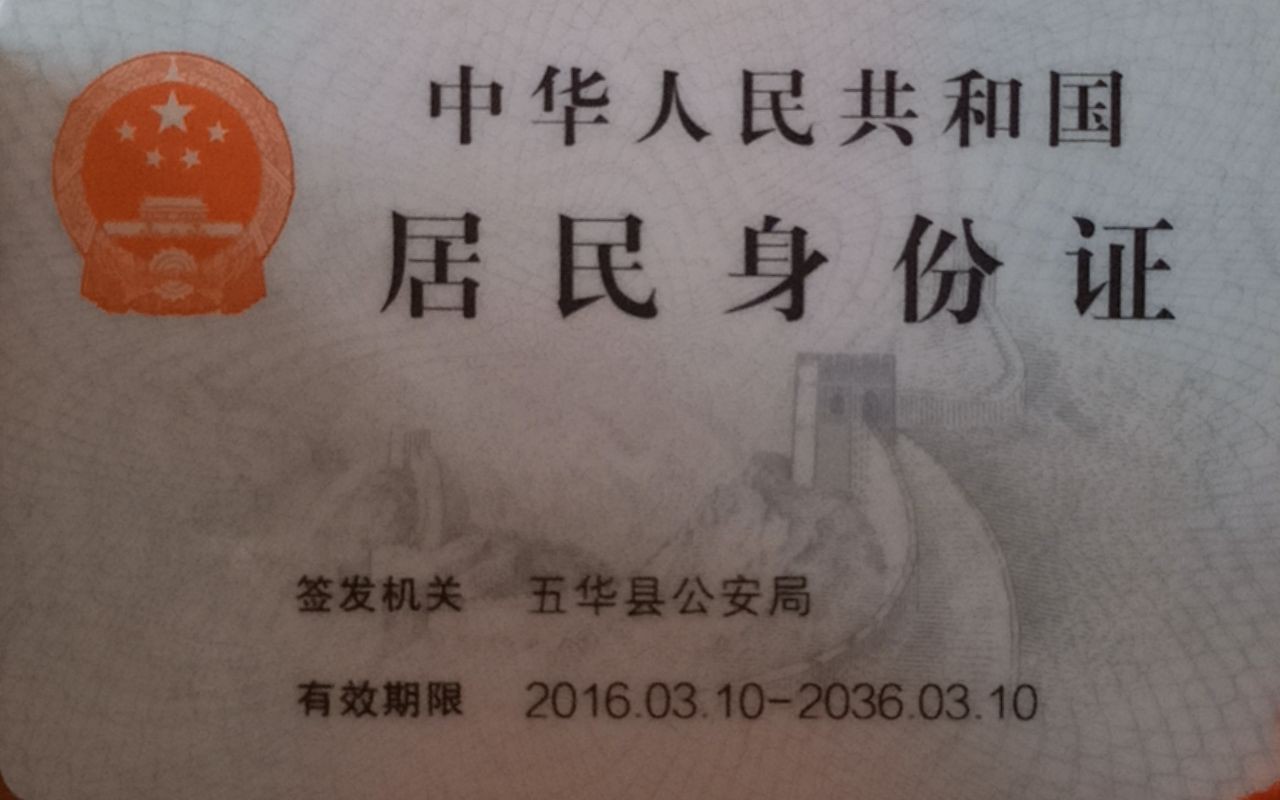 中华人民共和国
居民身份证
签发机关 五华县公安局
有效期限 2016.03.10-2036.03.10